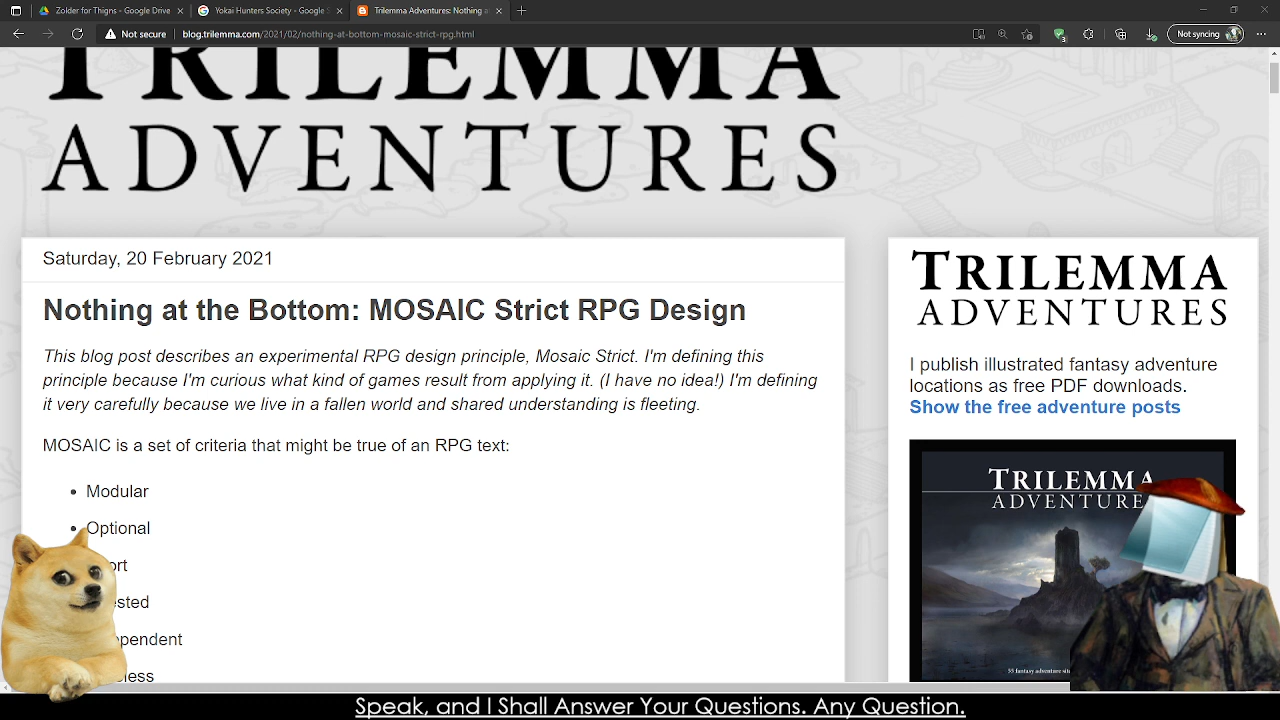 Zolder for Thigns - Google Drive
Yokai Hunters Society - Google S
Trilemma Adventures: Nothing a
Not secure
blog.trilemma.com/2021/02/nothing-at-bottom-mosaic-strict-rpg.html
3
Not syncing
TRILEMMA
ADVENTURES
Saturday, 20 February 2021
Nothing at the Bottom: MOSAIC Strict RPG Design
This blog post describes an experimental RPG design principle, Mosaic Strict. I'm defining this
principle because I'm curious what kind of games result from applying it. (I have no idea!) I'm defining
it very carefully because we live in a fallen world and shared understanding is fleeting.
MOSAIC is a set of criteria that might be true of an RPG text:
Modular
Optional
ort
ested
pendent
less
TRILEMMA
ADVENTURES
I publish illustrated fantasy adventure
locations as free PDF downloads.
Show the free adventure posts
TRILEMMA
ADVENTURE
55 fantasy adventure
Speak, and I Shall Answer Your Questions. Any Question.